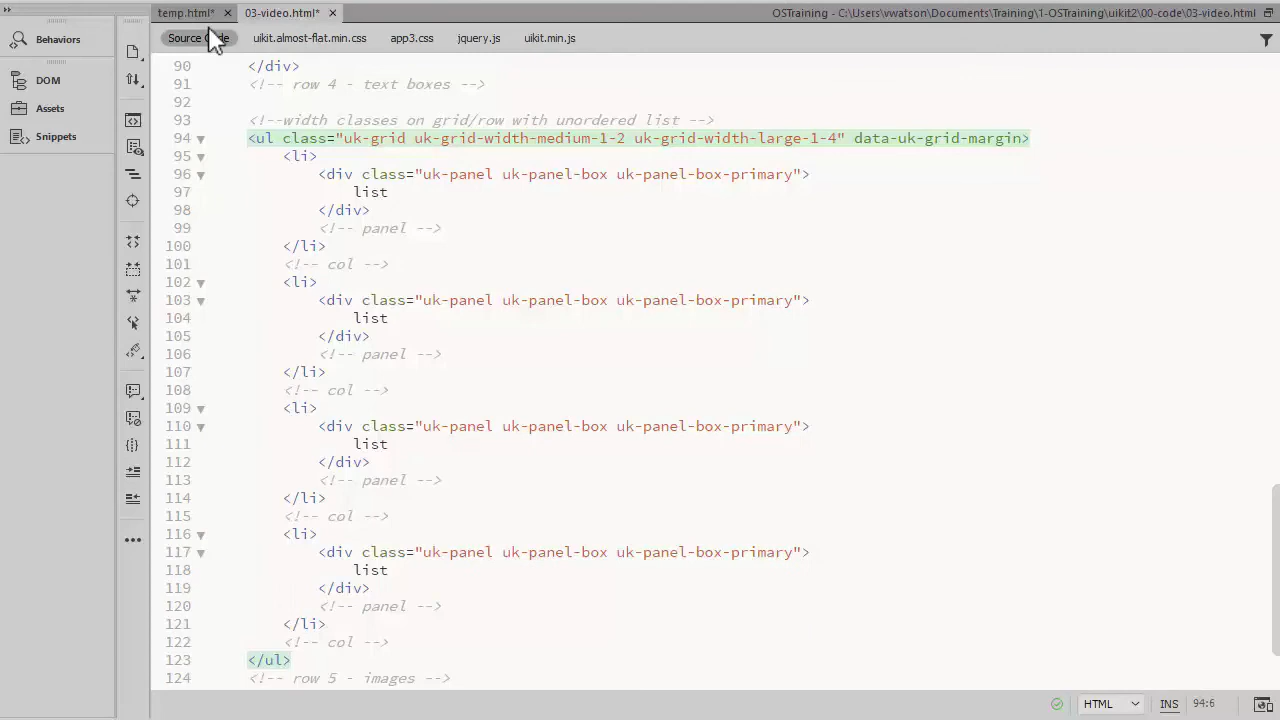 temp.html* × 03-video.html* × OSTraining - C:\Users\vwatson\Documents\Training\1-OSTraining\uikit2\00-code\03-video.html
Behaviors
DOM
Assets
Snippets
Source uikit.almost-flat.min.css app3.css jquery.js uikit.min.js
90 </div>
91 <!-- row 4 - text boxes -->
92
93 <!--width classes on grid/row with unordered list -->
94 <ul class="uk-grid uk-grid-width-medium-1-2 uk-grid-width-large-1-4" data-uk-grid-margin>
95 <li>
96 <div class="uk-panel uk-panel-box uk-panel-box-primary">
97 list
98 </div>
99 <!-- panel -->
100 </li>
101 <!-- col -->
102 <li>
103 <div class="uk-panel uk-panel-box uk-panel-box-primary">
104 list
105 </div>
106 <!-- panel -->
107 </li>
108 <!-- col -->
109 <li>
110 <div class="uk-panel uk-panel-box uk-panel-box-primary">
111 list
112 </div>
113 <!-- panel -->
114 </li>
115 <!-- col -->
116 <li>
117 <div class="uk-panel uk-panel-box uk-panel-box-primary">
118 list
119 </div>
120 <!-- panel -->
121 </li>
122 <!-- col -->
123 </ul>
124 <!-- row 5 - images -->
HTML INS 94:6